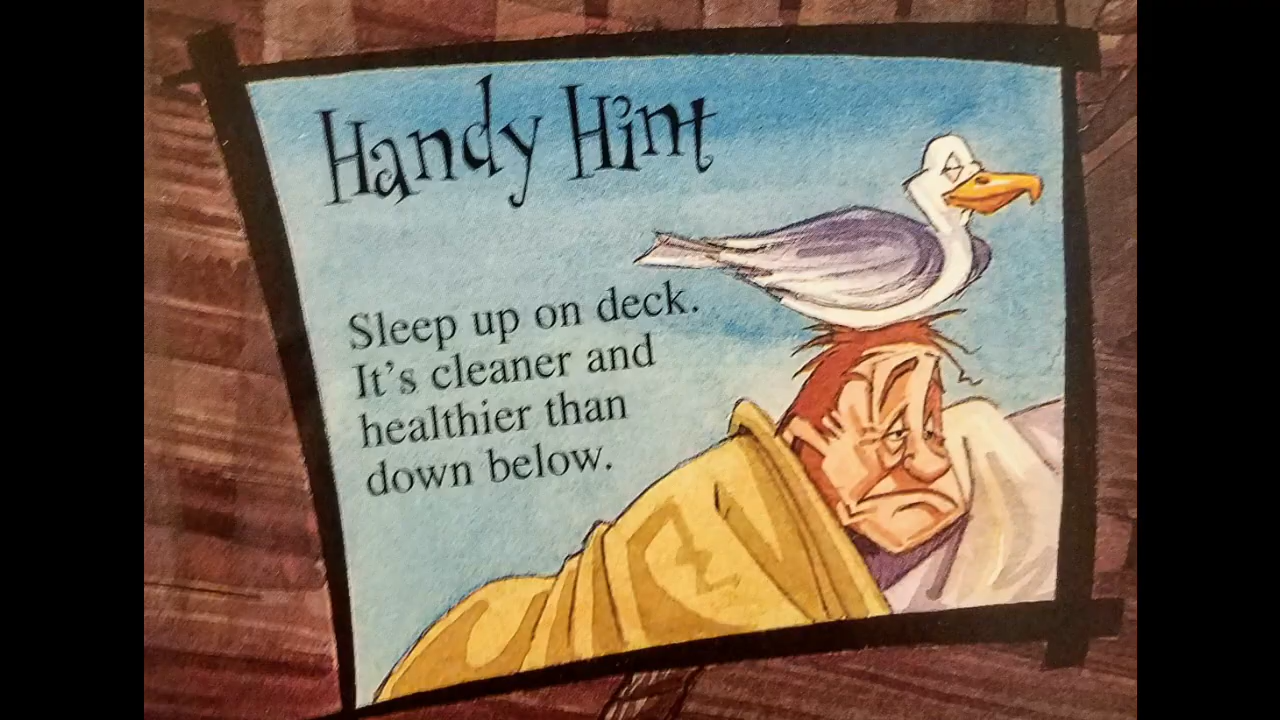 Handy Hint
Sleep up on deck.
It's cleaner and
healthier than
down below.